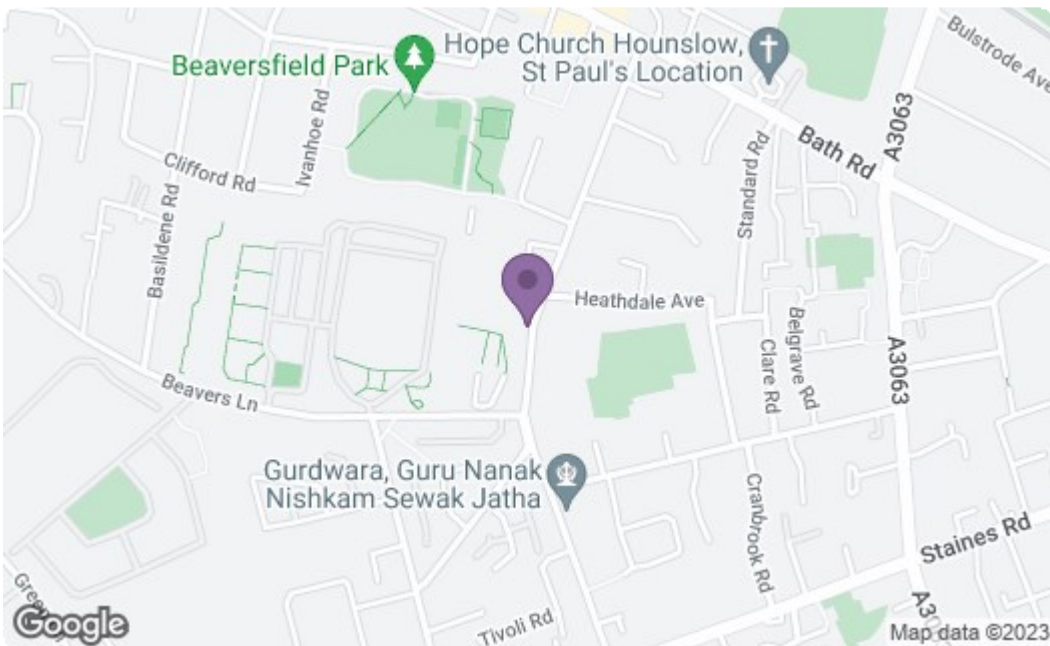 Beaversfield Park
Hope Church Hounslow,
St Paul's Location
Bulstrode Ave
A3063
Bath Rd
Ivanhoe Rd
Clifford Rd
Standard Rd
Basildene Rd
Heathdale Ave
Belgrave Rd
Clare Rd
A3063
Beavers Ln
Gurdwara, Guru Nanak
Nishkam Sewak Jatha
Cranbrook Rd
Staines Rd
Tivoli Rd
Google
Map data ©2023